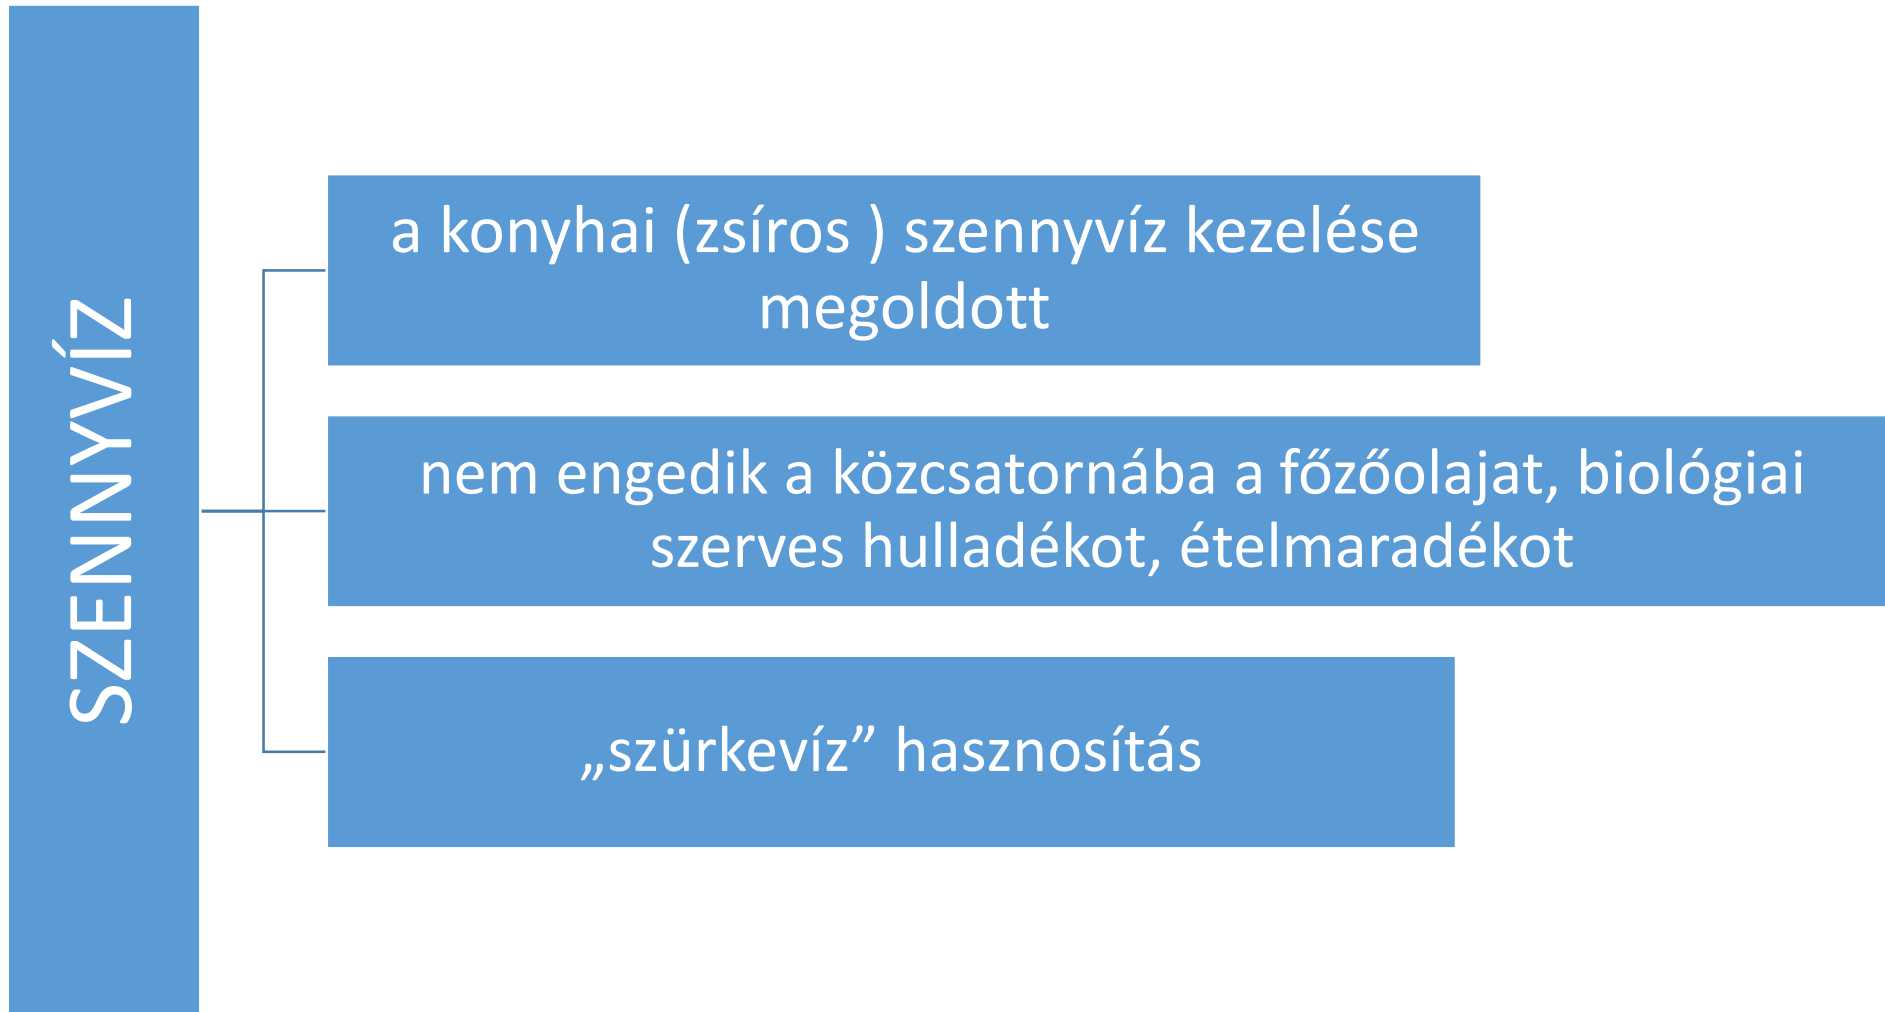 SZENNYVÍZ
a konyhai (zsíros ) szennyvíz kezelése
megoldott
nem engedik a közcsatornába a főzőolajat, biológiai
szerves hulladékot, ételmaradékot
„szürkevíz” hasznosítás